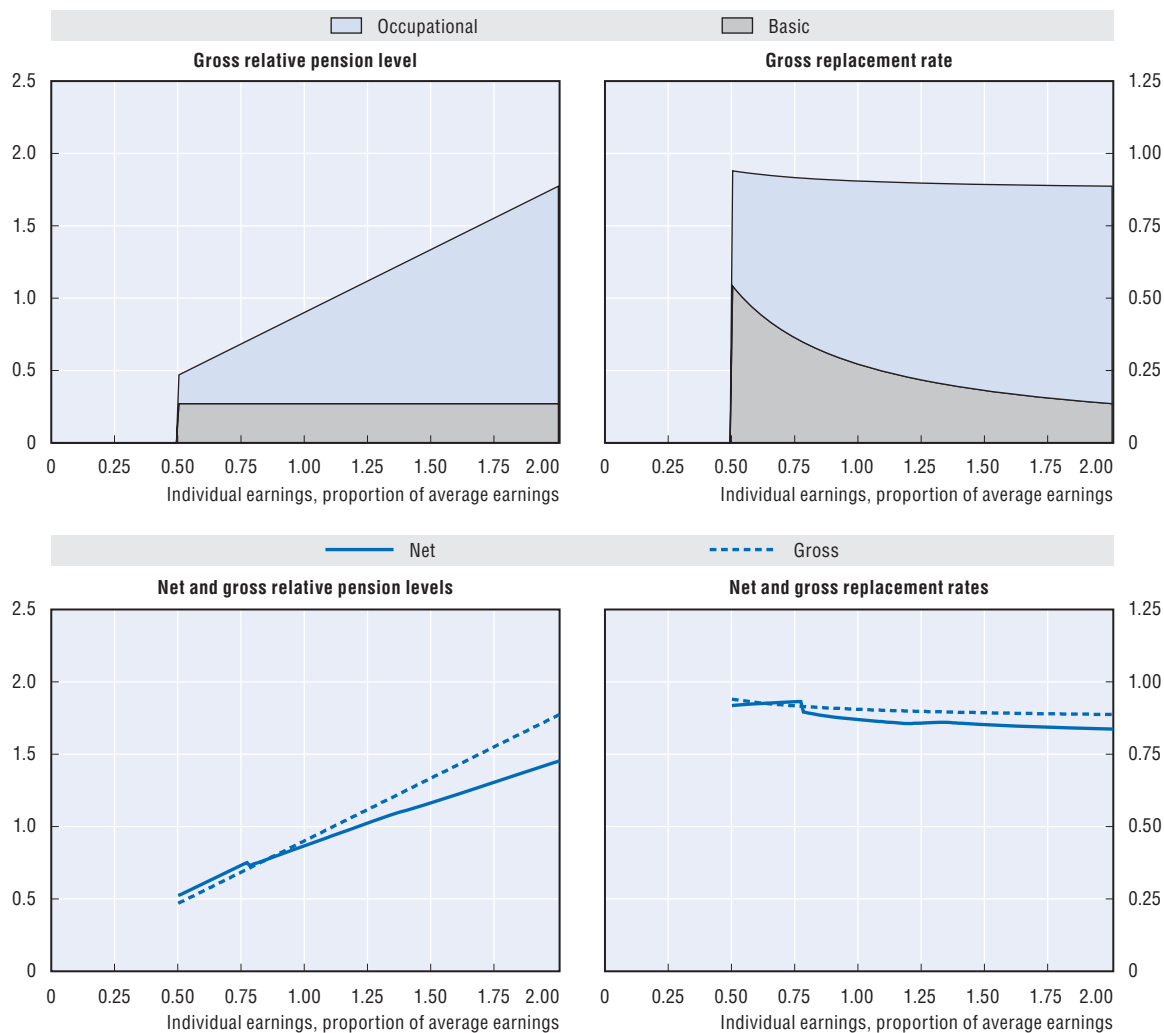 Occupational Basic
Gross relative pension level Gross replacement rate
2.5 1.25
2.0 1.00
1.5 0.75
1.0 0.50
0.5 0.25
0 0
0 0.25 0.50 0.75 1.00 1.25 1.50 1.75 2.00 0 0.25 0.50 0.75 1.00 1.25 1.50 1.75 2.00
Individual earnings, proportion of average earnings Individual earnings, proportion of average earnings
Net Gross
Net and gross relative pension levels Net and gross replacement rates
2.5 1.25
2.0 1.00
1.5 0.75
1.0 0.50
0.5 0.25
0 0
0 0.25 0.50 0.75 1.00 1.25 1.50 1.75 2.00 0 0.25 0.50 0.75 1.00 1.25 1.50 1.75 2.00
Individual earnings, proportion of average earnings Individual earnings, proportion of average earnings